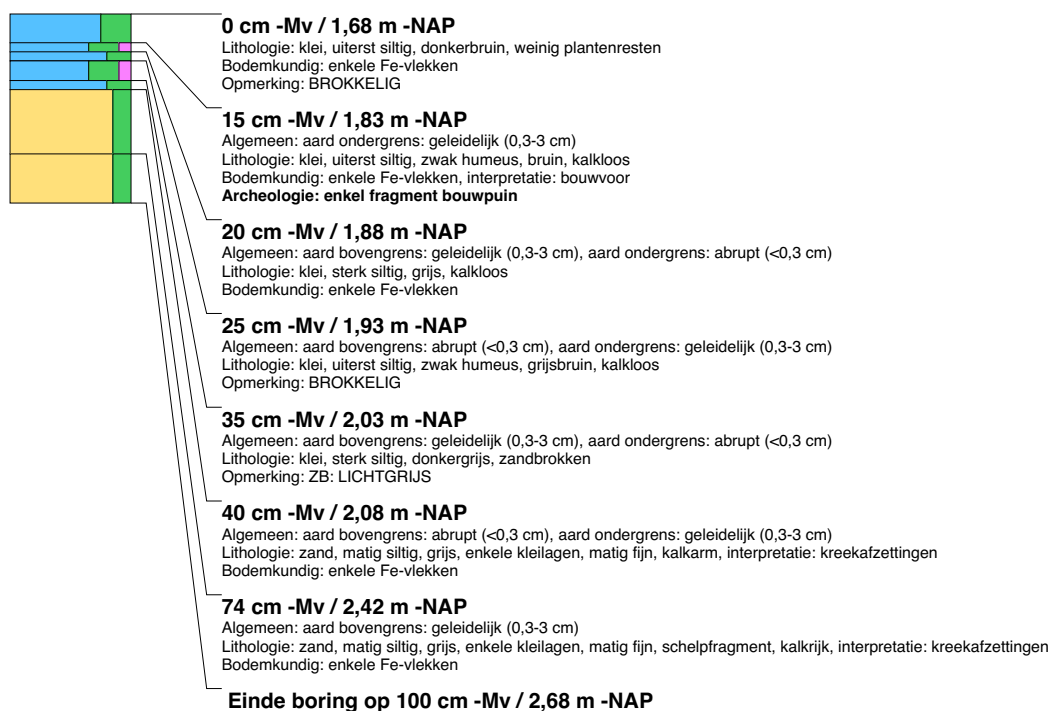 0 cm -Mv / 1,68 m -NAP
Lithologie: klei, uiterst siltig, donkerbruin, weinig plantenresten
Bodemkundig: enkele Fe-vlekken
Opmerking: BROKKELIG
15 cm -Mv / 1,83 m -NAP
Algemeen: aard ondergrens: geleidelijk (0,3-3 cm)
Lithologie: klei, uiterst siltig, zwak humeus, bruin, kalkloos
Bodemkundig: enkele Fe-vlekken, interpretatie: bouwvoor
Archeologie: enkel fragment bouwpuin
20 cm -Mv / 1,88 m -NAP
Algemeen: aard bovengrens: geleidelijk (0,3-3 cm), aard ondergrens: abrupt (<0,3 cm)
Lithologie: klei, sterk siltig, grijs, kalkloos
Bodemkundig: enkele Fe-vlekken
25 cm -Mv / 1,93 m -NAP
Algemeen: aard bovengrens: abrupt (<0,3 cm), aard ondergrens: geleidelijk (0,3-3 cm)
Lithologie: klei, uiterst siltig, zwak humeus, grijsbruin, kalkloos
Opmerking: BROKKELIG
35 cm -Mv / 2,03 m -NAP
Algemeen: aard bovengrens: geleidelijk (0,3-3 cm), aard ondergrens: abrupt (<0,3 cm)
Lithologie: klei, sterk siltig, donkergrijs, zandbrokken
Opmerking: ZB: LICHTGRIJS
40 cm -Mv / 2,08 m -NAP
Algemeen: aard bovengrens: abrupt (<0,3 cm), aard ondergrens: geleidelijk (0,3-3 cm)
Lithologie: zand, matig siltig, grijs, enkele kleilagen, matig fijn, kalkarm, interpretatie: kreekafzettingen
Bodemkundig: enkele Fe-vlekken
74 cm -Mv / 2,42 m -NAP
Algemeen: aard bovengrens: geleidelijk (0,3-3 cm)
Lithologie: zand, matig siltig, grijs, enkele kleilagen, matig fijn, schelpfragment, kalkrijk, interpretatie: kreekafzettingen
Bodemkundig: enkele Fe-vlekken
Einde boring op 100 cm -Mv / 2,68 m -NAP